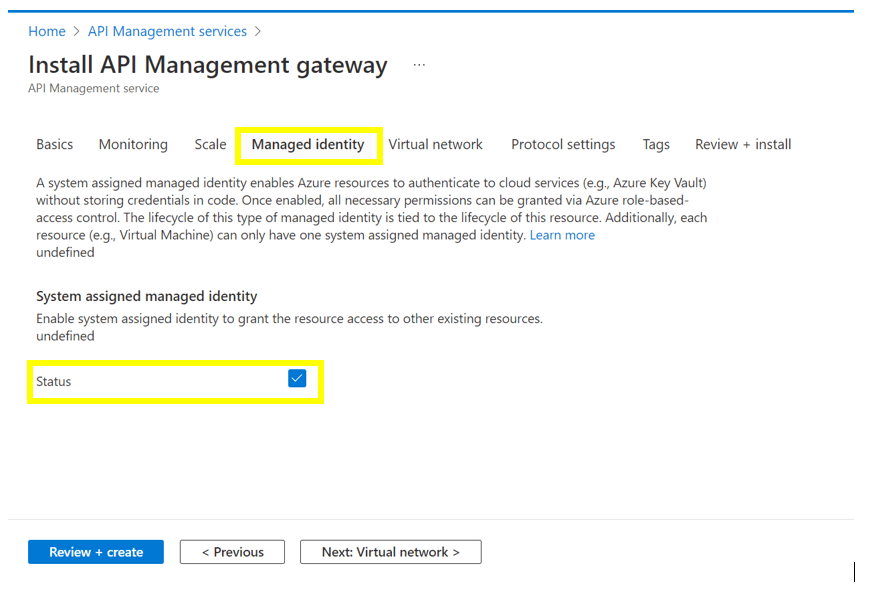 Home > API Management services >
Install API Management gateway ...
API Management service
Basics Monitoring Scale Managed identity Virtual network Protocol settings Tags Review + install
A system assigned managed identity enables Azure resources to authenticate to cloud services (e.g., Azure Key Vault)
without storing credentials in code. Once enabled, all necessary permissions can be granted via Azure role-based-
access control. The lifecycle of this type of managed identity is tied to the lifecycle of this resource. Additionally, each
resource (e.g., Virtual Machine) can only have one system assigned managed identity. Learn more
undefined
System assigned managed identity
Enable system assigned identity to grant the resource access to other existing resources.
undefined
Status
Review + create < Previous Next: Virtual network >